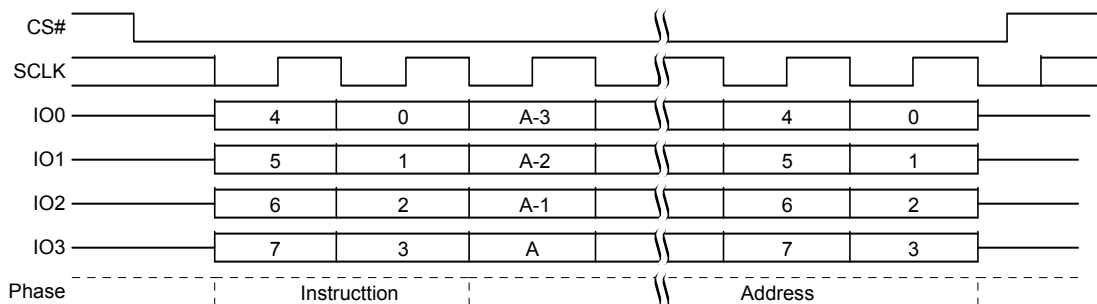 CS#
SCLK
IO0 4 0 A-3 4 0
IO1 5 1 A-2 5 1
IO2 6 2 A-1 6 2
IO3 7 3 A 7 3
Phase Instructtion Address